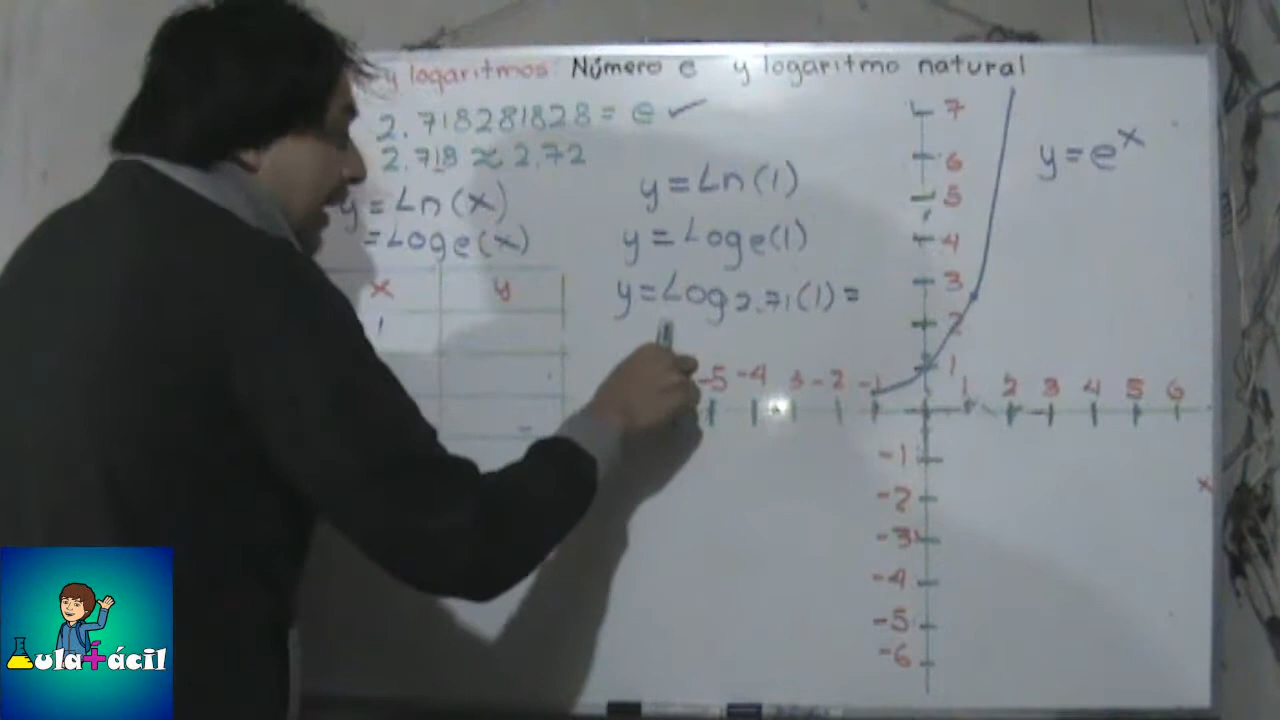 y logaritmos Número e y logaritmo natural
2.718281828 = e ✓
2.718 ≈ 2.72
y = Ln(x)
= Loge(x)
x y
1
y = Ln(1)
y = Loge(1)
y = Log2.71(1) =
y = e^x
7
6
5
4
3
2
1
-5 -4 3 -2 -1 1 2 3 4 5 6
-1
-2
-3
-4
-5
-6
x
Aula+ácil